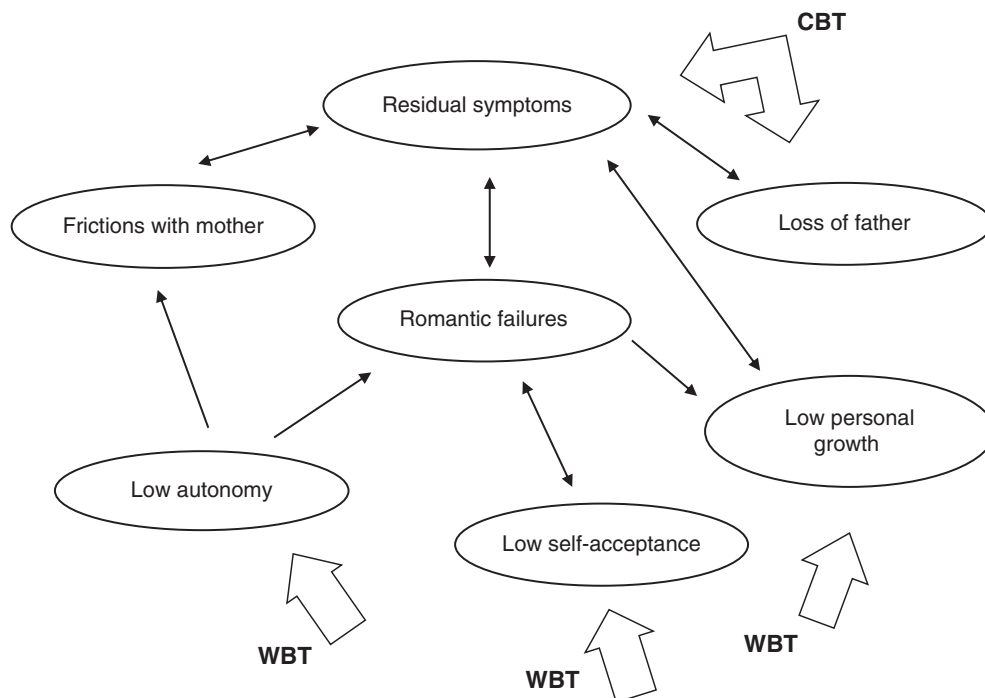 CBT
Residual symptoms
Frictions with mother
Loss of father
Romantic failures
Low personal
growth
Low autonomy
Low self-acceptance
WBT
WBT
WBT